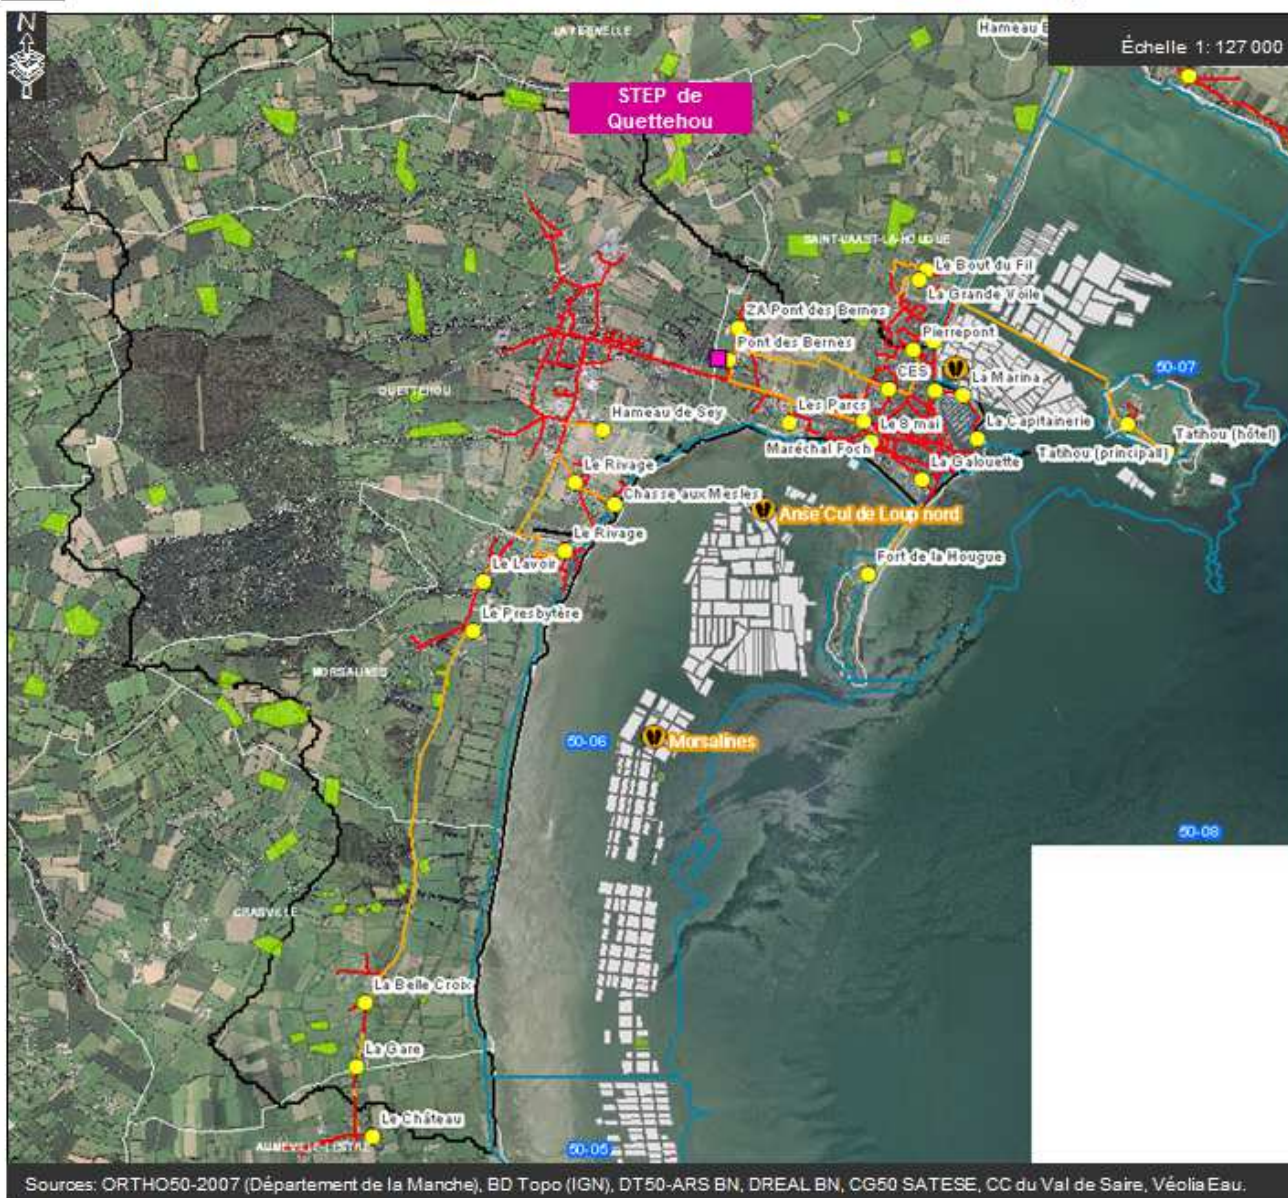 N
LA PERNELLE
Échelle 1: 127 000
STEP de
Quettehou
SAINT-VAAST-LA-HOUGUE
Le Bout du Fil
La Grande Voile
ZA Pont des Bernes
Pierrepont
Pont des Bernes
CES
La Marina
50-07
QUETTEHOU
Les Parcs
Hameau de Sey
Le 8 mai
La Capitainerie
Tatihou (hôtel)
Maréchal Foch
Tatihou (principal)
La Galouette
Le Rivage
Chasse aux Mesles
Anse Cul de Loup nord
Le Rivage
Fort de la Hougue
Le Lavoir
Le Presbytère
MORSALINES
50-06
Morsalines
50-08
CRASVILLE
La Belle Croix
La Gare
Le Château
AUMEVILLE-LESTRE
50-05
Sources: ORTHO50-2007 (Département de la Manche), BD Topo (IGN), DT50-ARS BN, DREAL BN, CG50 SATESE, CC du Val de Saire, Véolia Eau.